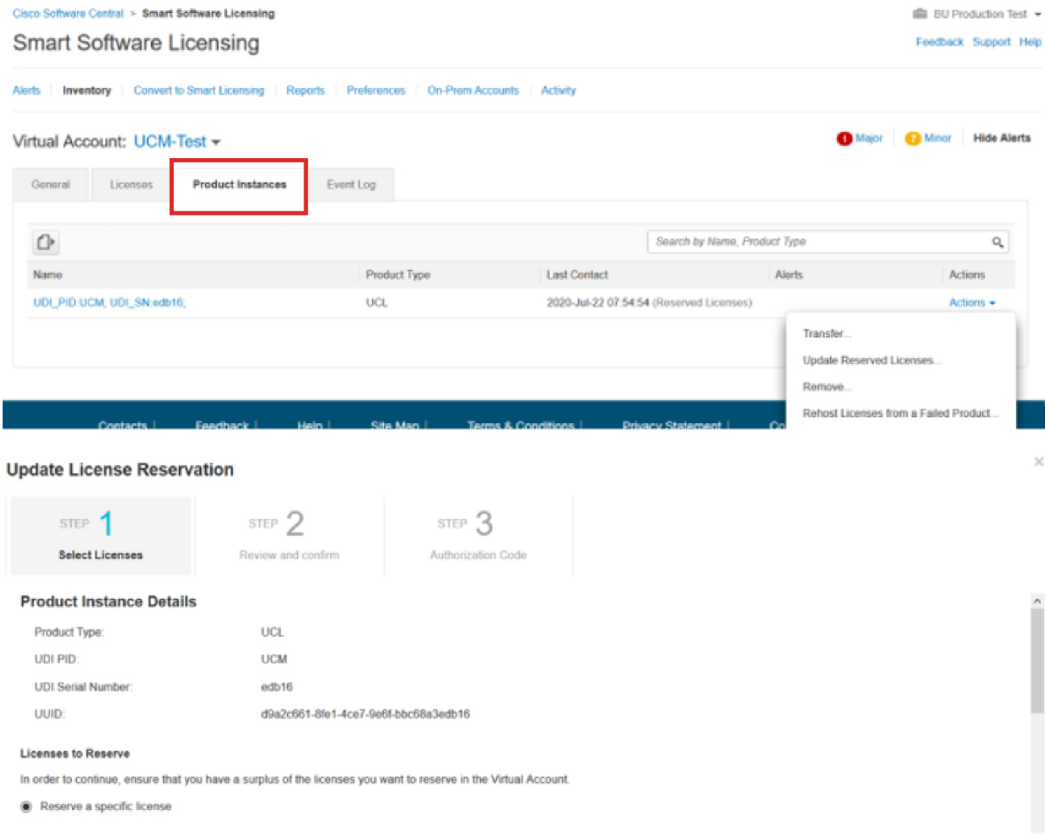 Cisco Software Central > Smart Software Licensing
BU Production Test
Smart Software Licensing
Feedback Support Help
Alerts Inventory Convert to Smart Licensing Reports Preferences On-Prem Accounts Activity
Virtual Account: UCM-Test
1 Major 7 Minor Hide Alerts
General Licenses Product Instances Event Log
Search by Name, Product Type
Name Product Type Last Contact Alerts Actions
UDI_PID:UCM; UDI_SN:edb16; UCL 2020-Jul-22 07:54:54 (Reserved Licenses) Actions
Transfer...
Update Reserved Licenses...
Remove...
Rehost Licenses from a Failed Product...
Contacts | Feedback | Help | Site Map | Terms & Conditions | Privacy Statement | Co
Update License Reservation
×
STEP 1 STEP 2 STEP 3
Select Licenses Review and confirm Authorization Code
Product Instance Details
Product Type: UCL
UDI PID: UCM
UDI Serial Number: edb16
UUID: d9a2c661-8fe1-4ce7-9e6f-bbc68a3edb16
Licenses to Reserve
In order to continue, ensure that you have a surplus of the licenses you want to reserve in the Virtual Account.
Reserve a specific license